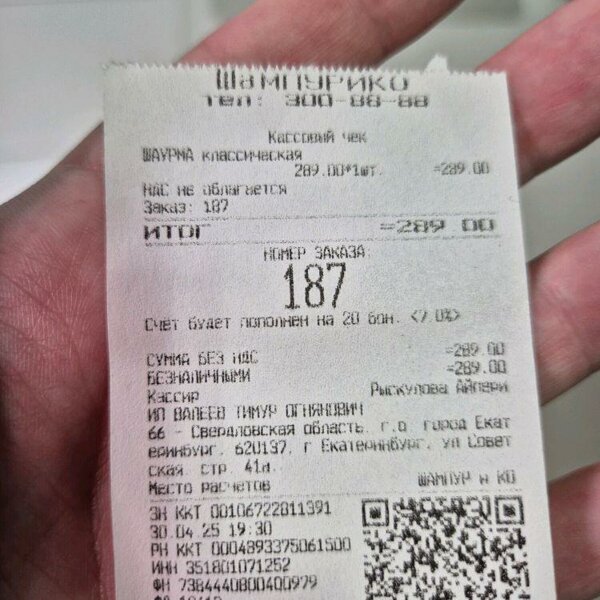 ШаМПУРИКО
тел: 300-88-88
Кассовый чек
ШАУРМА классическая
289.00*1шт. =289.00
НДС не облагается
Заказ: 187
ИТОГ =289.00
НОМЕР ЗАКАЗА:
187
Счёт будет пополнен на 20 бон. <7.0%>
СУММА БЕЗ НДС =289.00
БЕЗНАЛИЧНЫМИ =289.00
Кассир Рыскулова Айпери
ИП ВАЛЕЕВ ТИМУР ОГНЯНОВИЧ
66 - Свердловская область, г.о. город Екат
еринбург, 620137, г Екатеринбург, ул Совет
ская, стр. 41д.
Место расчетов ШАМПУР и КО
ЗН ККТ 00106722011391
30.04.25 19:30
РН ККТ 0004893375061500
ИНН 351801071252
ФН 7384440800400979